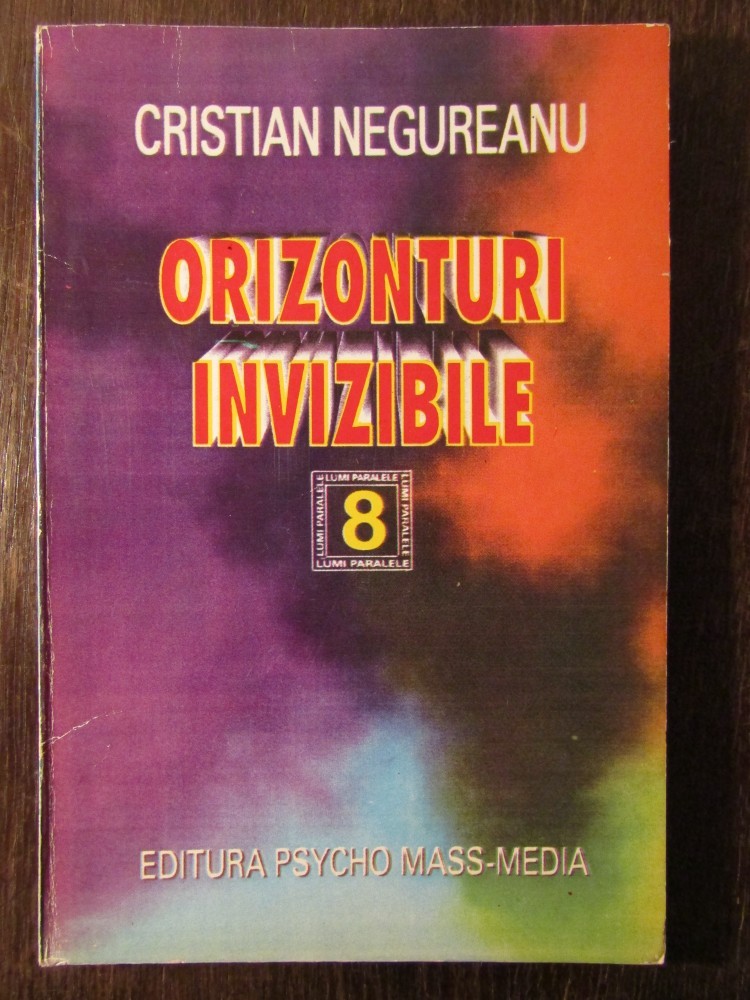 CRISTIAN NEGUREANU
ORIZONTURI
INVIZIBILE
LUMI PARALELE
LUMI PARALELE
8
LUMI PARALELE
LUMI PARALELE
EDITURA PSYCHO MASS-MEDIA